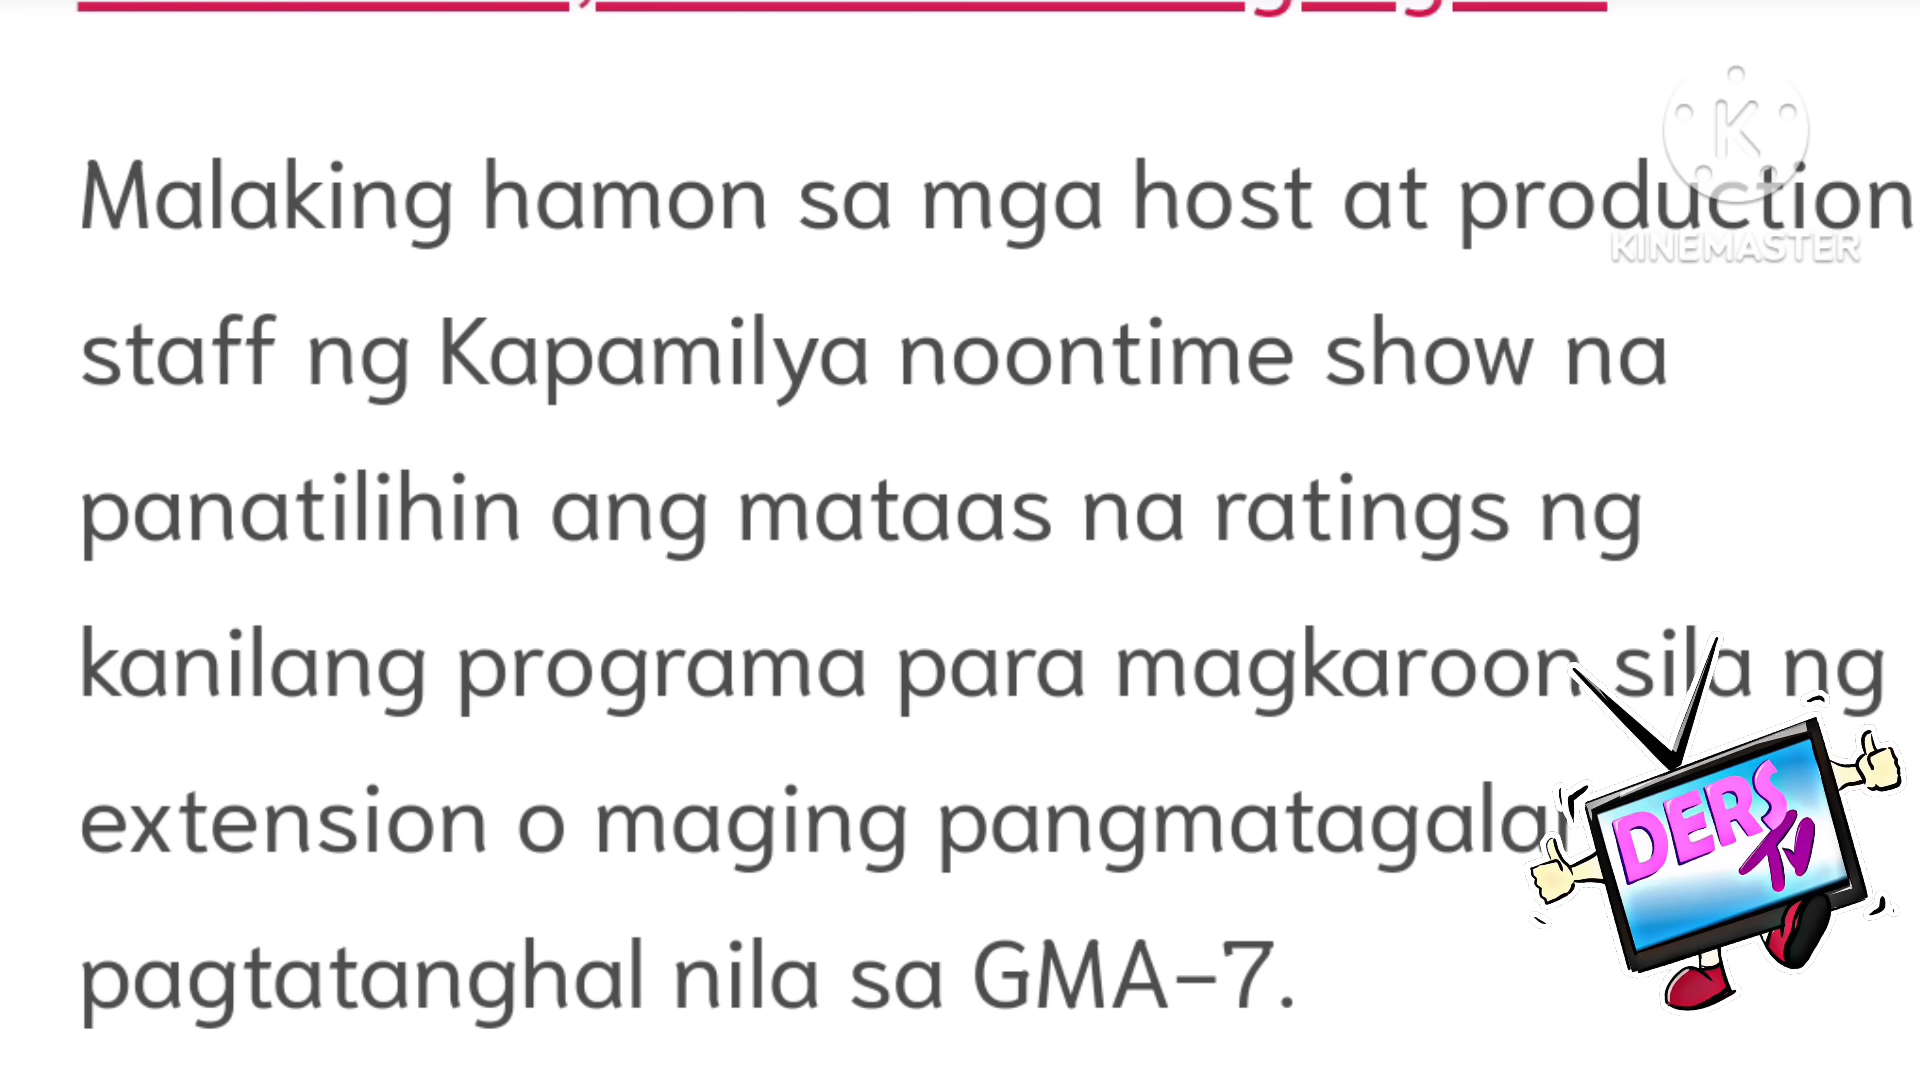 Malaking hamon sa mga host at production
KINEMASTER
staff ng Kapamilya noontime show na
panatilihin ang mataas na ratings ng
kanilang programa para magkaroon sila ng
extension o maging
pagtatanghal nila sa GMA-7.
K
DERS
TV